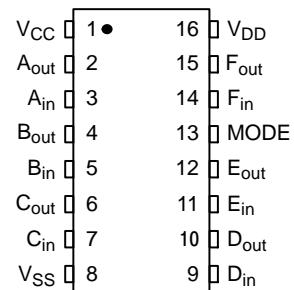 VCC 1 16 VDD
Aout 2 15 Fout
Ain 3 14 Fin
Bout 4 13 MODE
Bin 5 12 Eout
Cout 6 11 Ein
Cin 7 10 Dout
VSS 8 9 Din